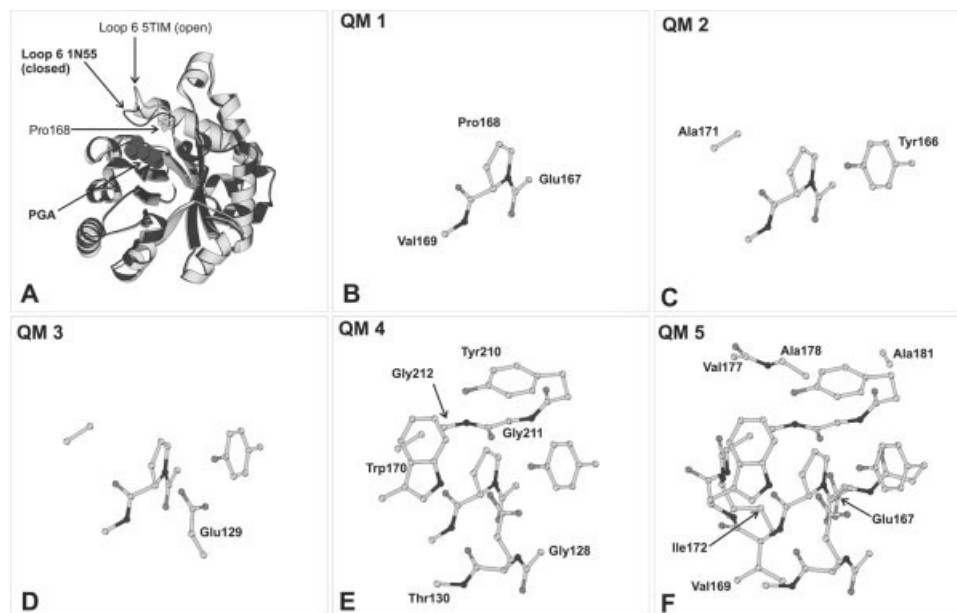 Loop 6 5TIM (open)
Loop 6 1N55
(closed)
Pro168
PGA
A
QM 1
Pro168
Glu167
Val169
B
QM 2
Ala171
Tyr166
C
QM 3
Glu129
D
QM 4
Tyr210
Gly212
Gly211
Trp170
Gly128
Thr130
E
QM 5
Ala178
Ala181
Val177
Glu167
Ile172
Val169
F